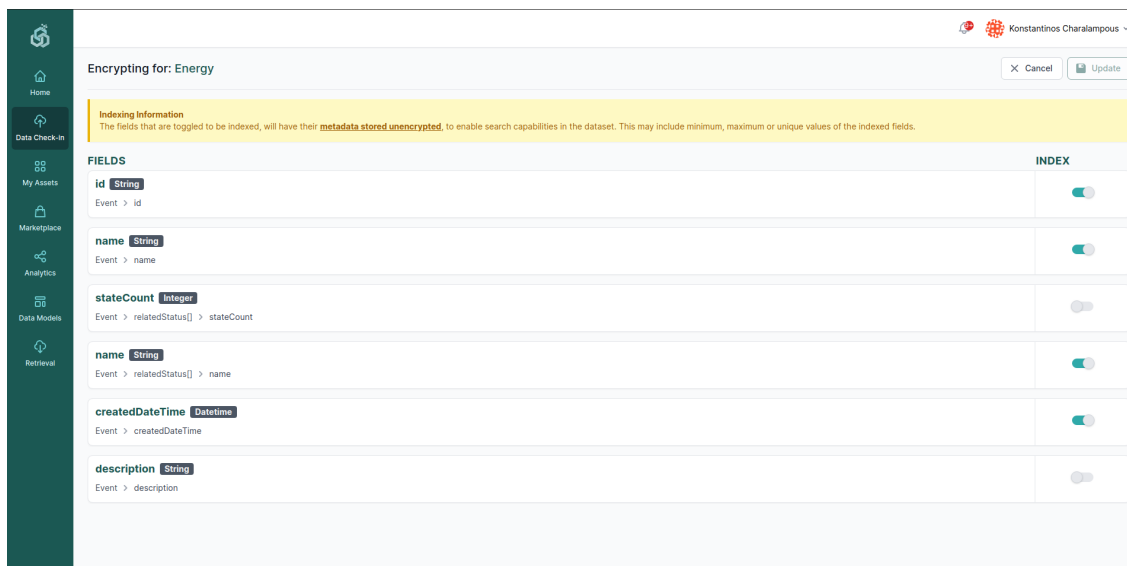 Konstantinos Charalampous
Encrypting for: Energy
Cancel
Update
Home
Data Check-in
My Assets
Marketplace
Analytics
Data Models
Retrieval
Indexing Information
The fields that are toggled to be indexed, will have their metadata stored unencrypted, to enable search capabilities in the dataset. This may include minimum, maximum or unique values of the indexed fields.
FIELDS INDEX
id String
Event > id
name String
Event > name
stateCount Integer
Event > relatedStatus[] > stateCount
name String
Event > relatedStatus[] > name
createdDateTime Datetime
Event > createdDateTime
description String
Event > description